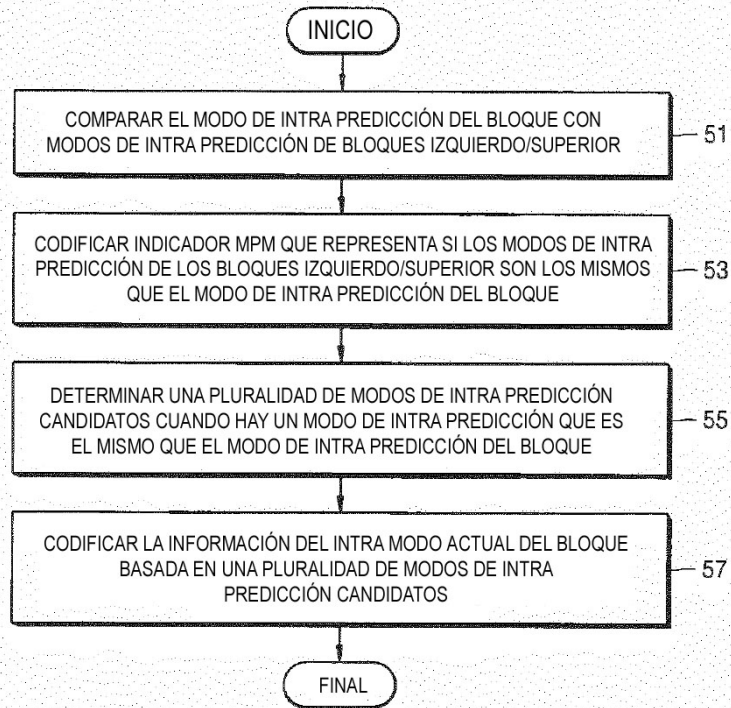 INICIO
COMPARAR EL MODO DE INTRA PREDICCIÓN DEL BLOQUE CON
MODOS DE INTRA PREDICCIÓN DE BLOQUES IZQUIERDO/SUPERIOR
51
CODIFICAR INDICADOR MPM QUE REPRESENTA SI LOS MODOS DE INTRA
PREDICCIÓN DE LOS BLOQUES IZQUIERDO/SUPERIOR SON LOS MISMOS
QUE EL MODO DE INTRA PREDICCIÓN DEL BLOQUE
53
DETERMINAR UNA PLURALIDAD DE MODOS DE INTRA PREDICCIÓN
CANDIDATOS CUANDO HAY UN MODO DE INTRA PREDICCIÓN QUE ES
EL MISMO QUE EL MODO DE INTRA PREDICCIÓN DEL BLOQUE
55
CODIFICAR LA INFORMACIÓN DEL INTRA MODO ACTUAL DEL BLOQUE
BASADA EN UNA PLURALIDAD DE MODOS DE INTRA
PREDICCIÓN CANDIDATOS
57
FINAL